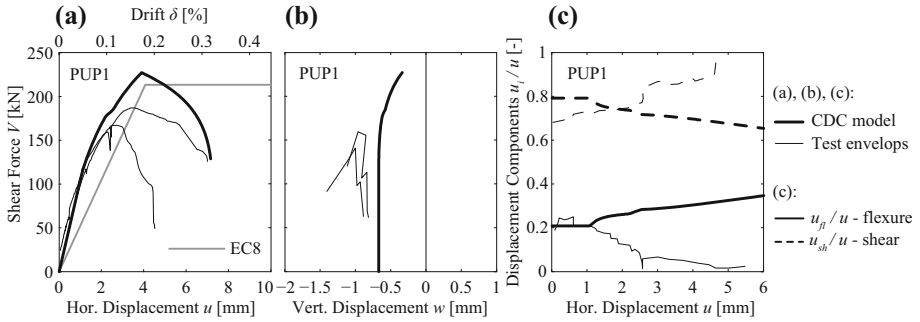 (a)
Drift δ [%]
0 0.1 0.2 0.3 0.4
PUP1
250
200
150
100
50
0
Shear Force V [kN]
EC8
0 2 4 6 8 10
Hor. Displacement u [mm]
(b)
PUP1
−2 −1.5 −1 −0.5 0 0.5
Vert. Displacement w [mm]
(c)
PUP1
1
0.8
0.6
0.4
0.2
0
Displacement Components u_i / u [-]
0 1 2 3 4 5 6
Hor. Displacement u [mm]
(a), (b), (c):
CDC model
Test envelops
(c):
u_fl / u - flexure
u_sh / u - shear